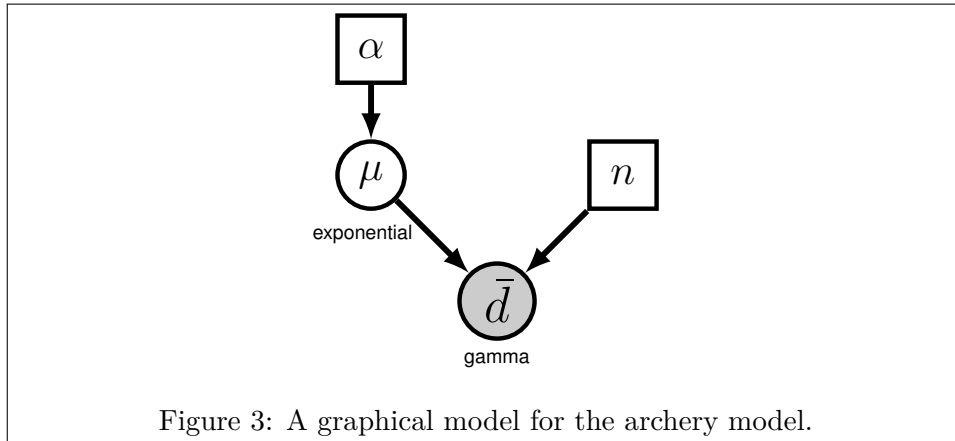 α
μ
n
exponential
d̄
gamma
Figure 3: A graphical model for the archery model.